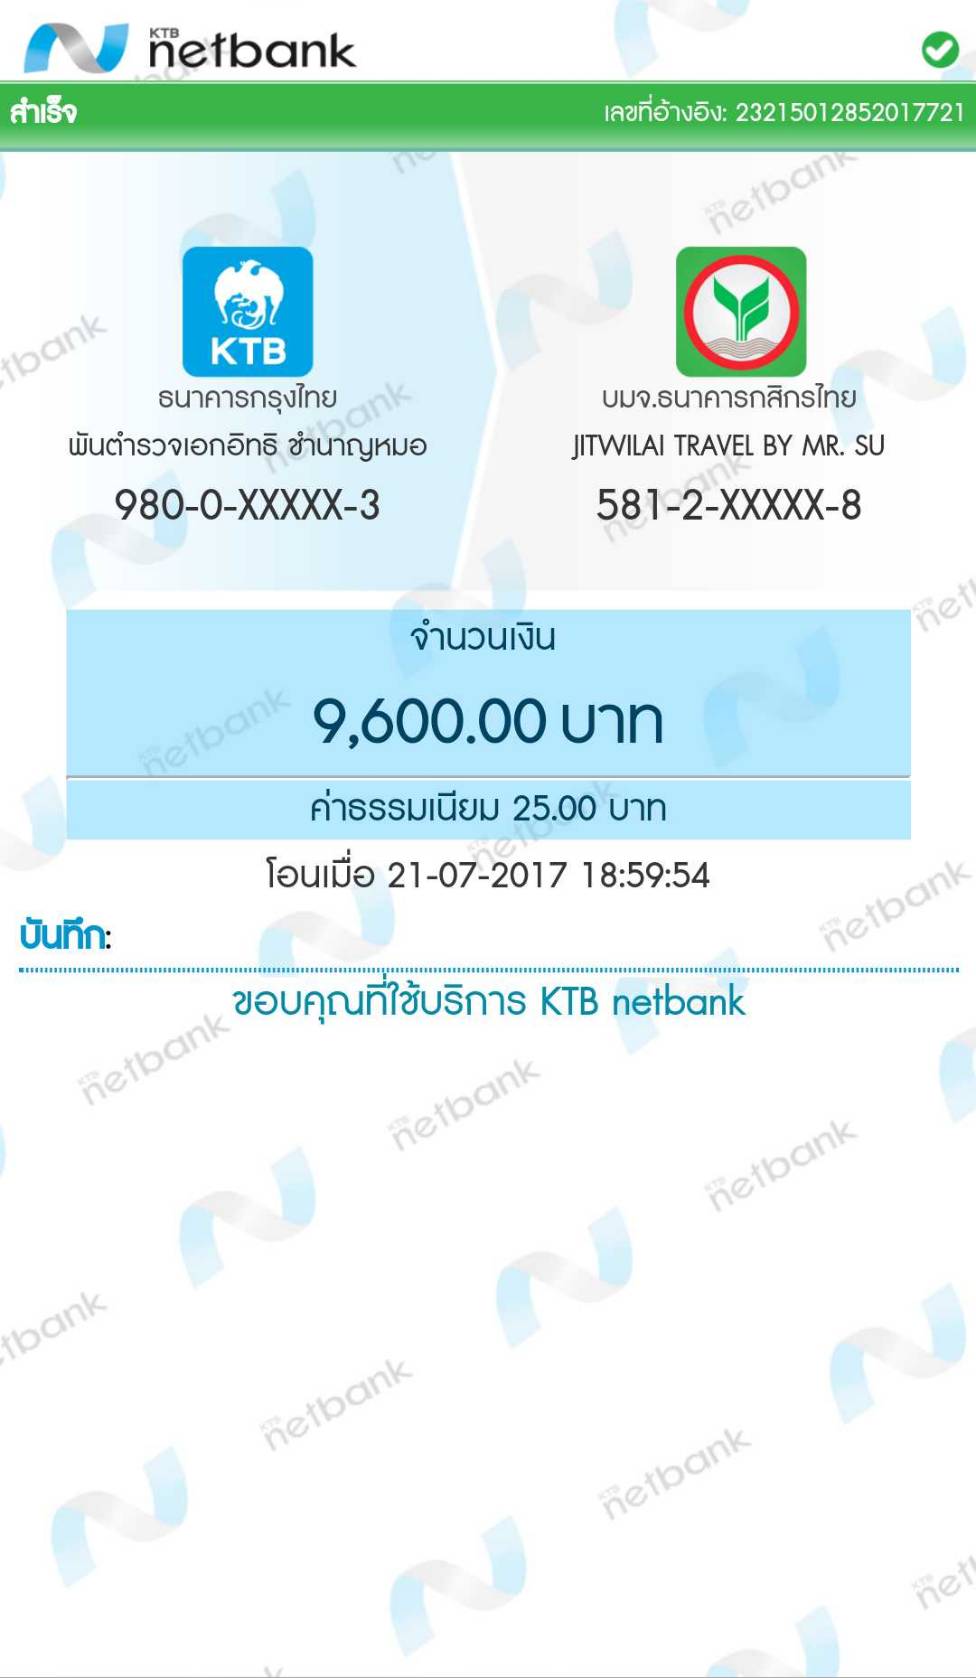 KTB
netbank
สำเร็จ
เลขที่อ้างอิง: 23215012852017721
KTB
ธนาคารกรุงไทย
พันตำรวจเอกอิทธิ ชำนาญหมอ
980-0-XXXXX-3
บมจ.ธนาคารกสิกรไทย
JITWILAI TRAVEL BY MR. SU
581-2-XXXXX-8
จำนวนเงิน
9,600.00 บาท
ค่าธรรมเนียม 25.00 บาท
โอนเมื่อ 21-07-2017 18:59:54
บันทึก:
ขอบคุณที่ใช้บริการ KTB netbank